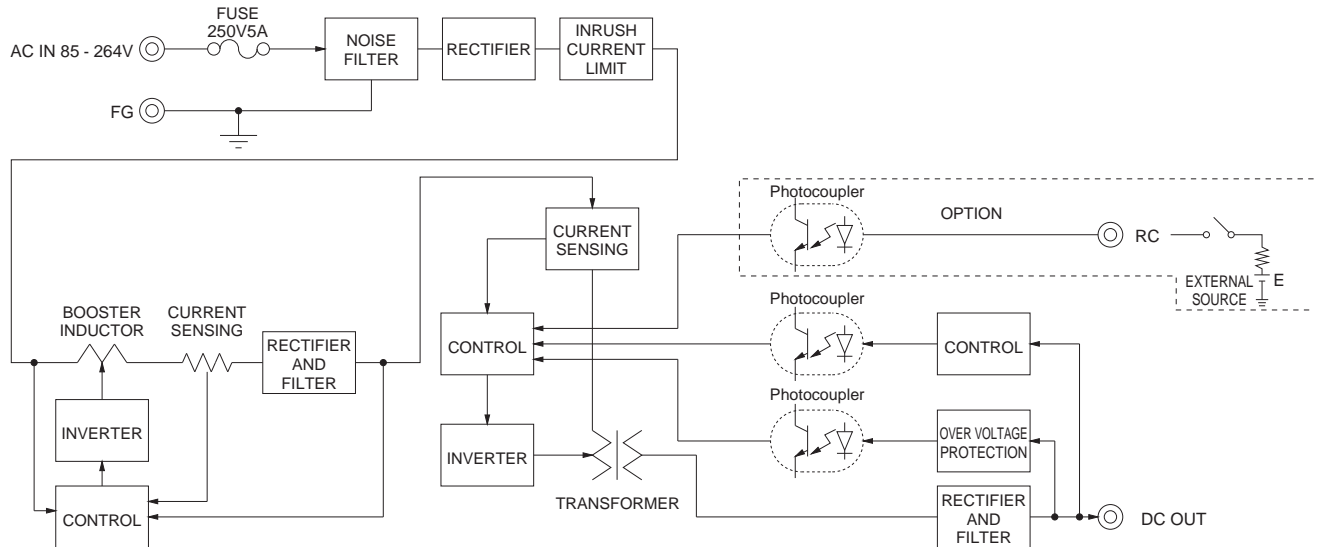 FUSE
250V5A
AC IN 85 - 264V
NOISE
FILTER
RECTIFIER
INRUSH
CURRENT
LIMIT
FG
Photocoupler
OPTION
RC
E
EXTERNAL
SOURCE
CURRENT
SENSING
BOOSTER
INDUCTOR
CURRENT
SENSING
RECTIFIER
AND
FILTER
CONTROL
Photocoupler
CONTROL
Photocoupler
INVERTER
INVERTER
OVER VOLTAGE
PROTECTION
TRANSFORMER
CONTROL
RECTIFIER
AND
FILTER
DC OUT